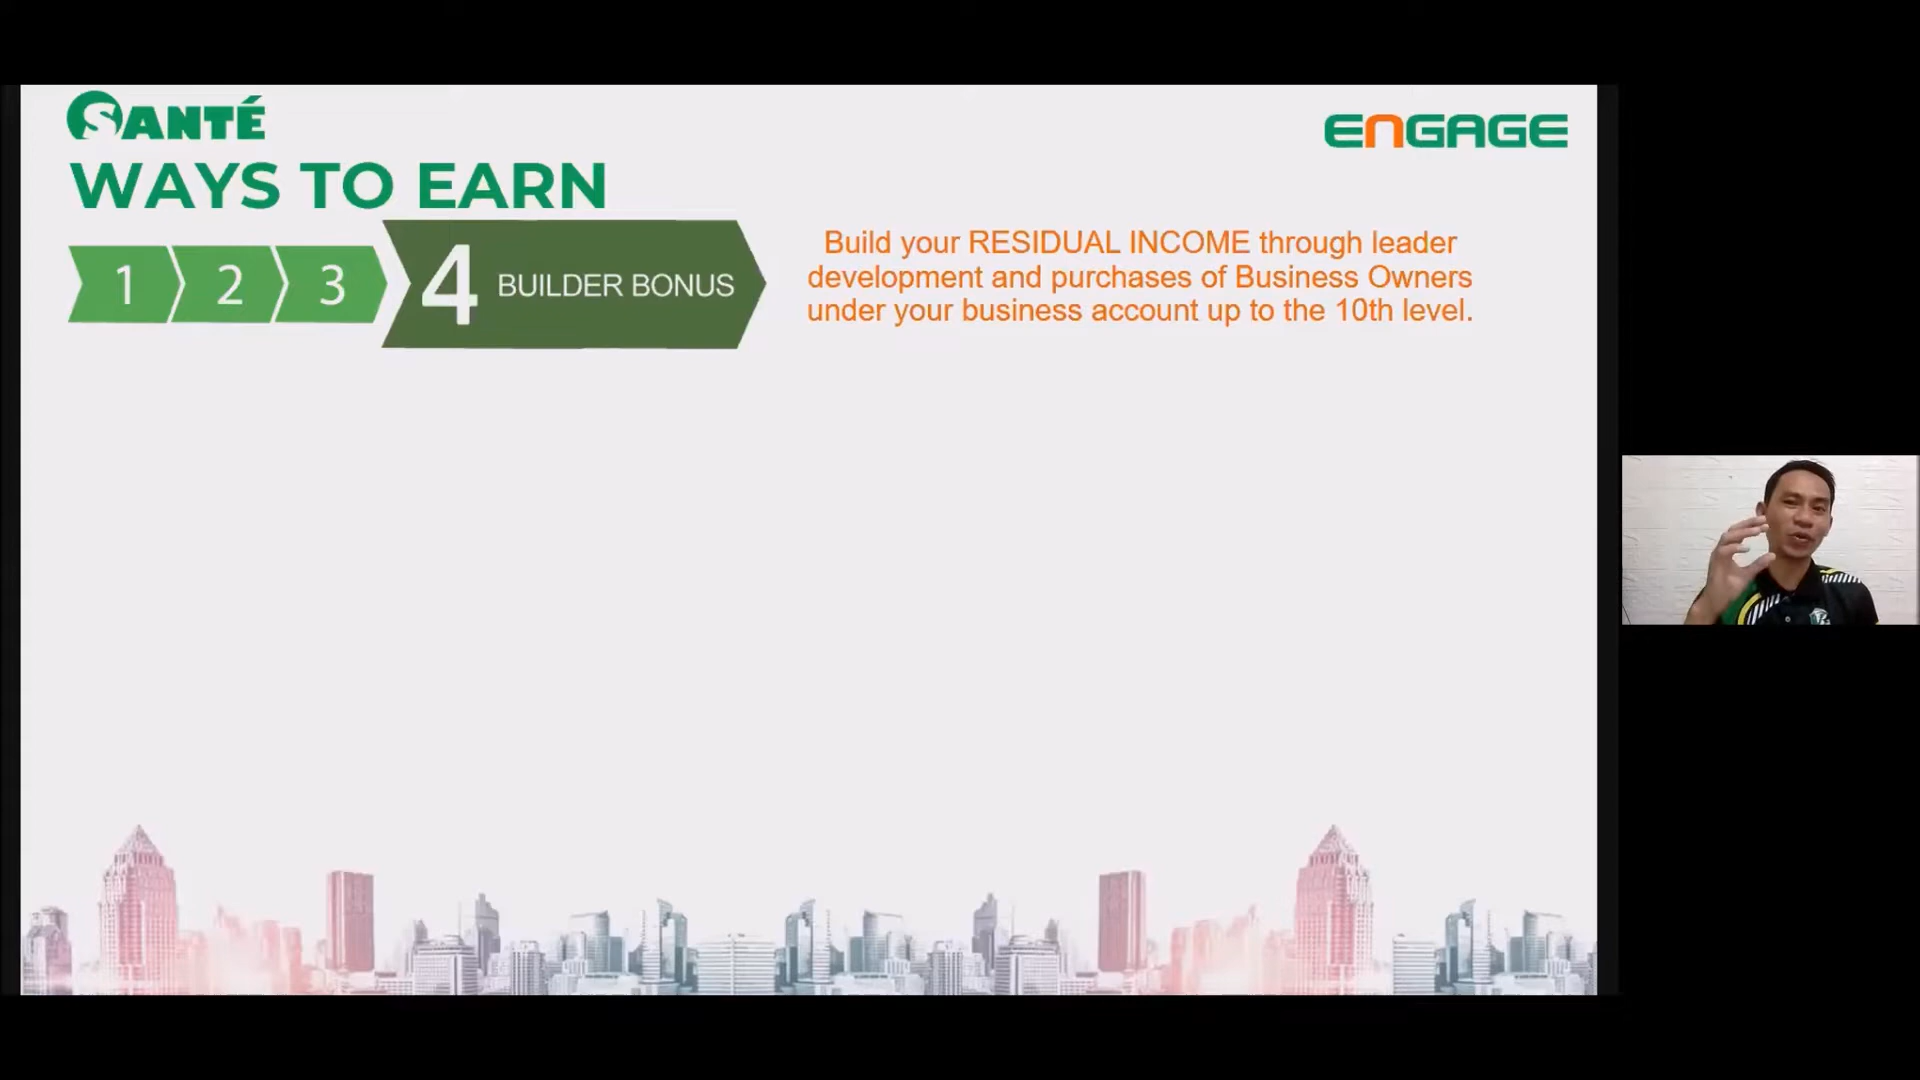 SANTÉ
ENGAGE
WAYS TO EARN
1 2 3 4 BUILDER BONUS
Build your RESIDUAL INCOME through leader
development and purchases of Business Owners
under your business account up to the 10th level.